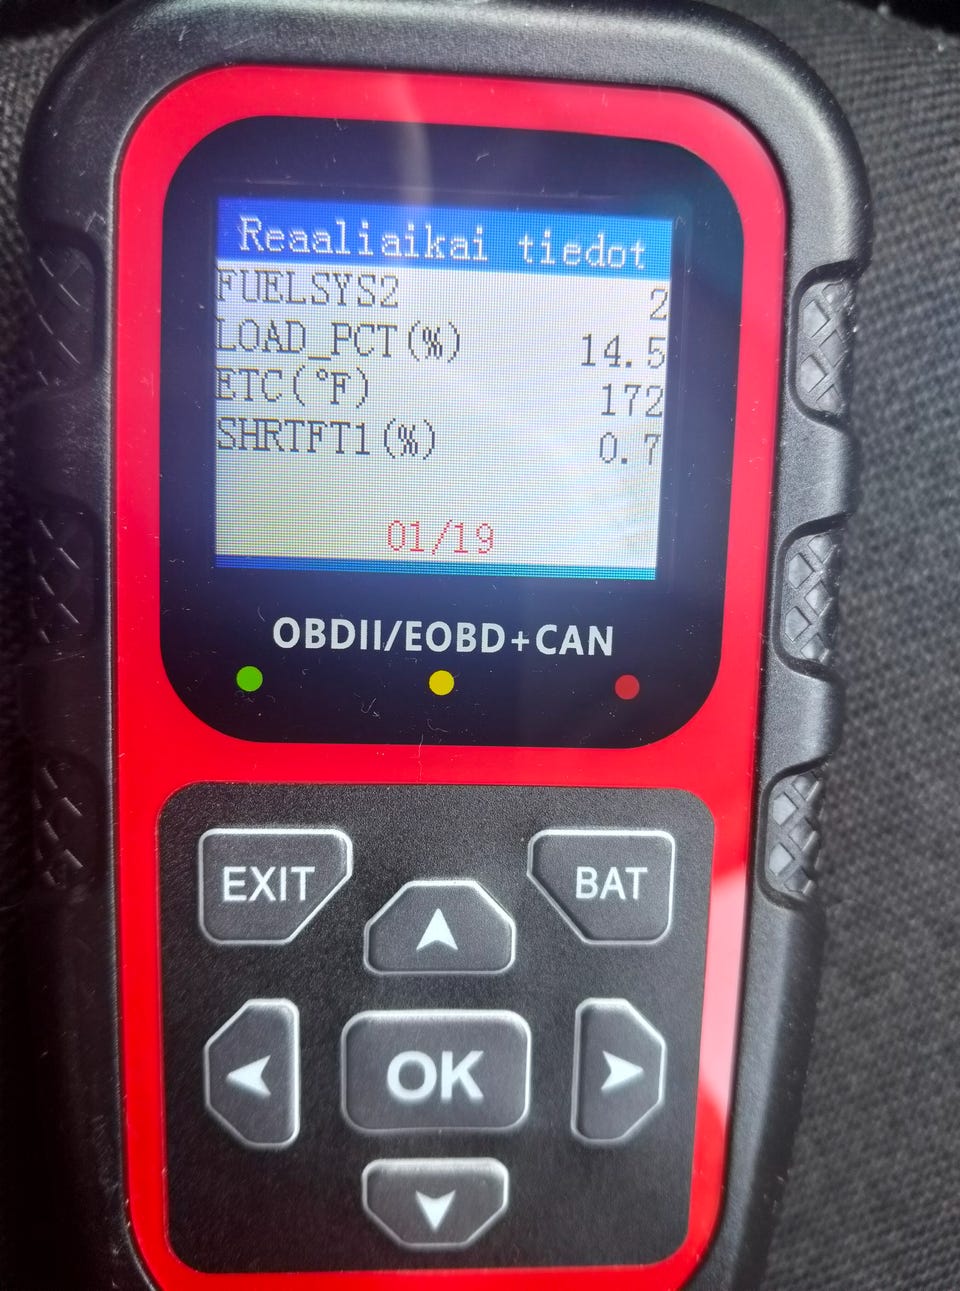 Reaaliaikai tiedot
FUELSYS2 2
LOAD_PCT(%) 14.5
ETC(°F) 172
SHRTFT1(%) 0.7
01/19
OBDII/EOBD+CAN
EXIT
BAT
OK